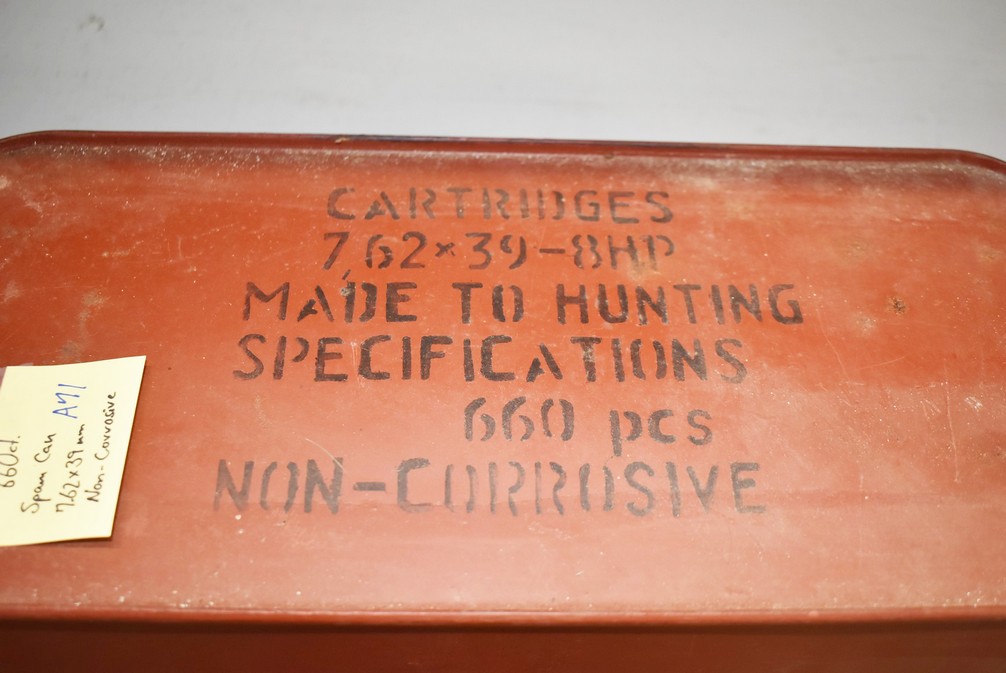 CARTRIDGES
7,62×39-8HP
MADE TO HUNTING
SPECIFICATIONS
660 pcs
NON-CORROSIVE
660ct.
Spam Can
7.62x39mm
Non-Corrosive